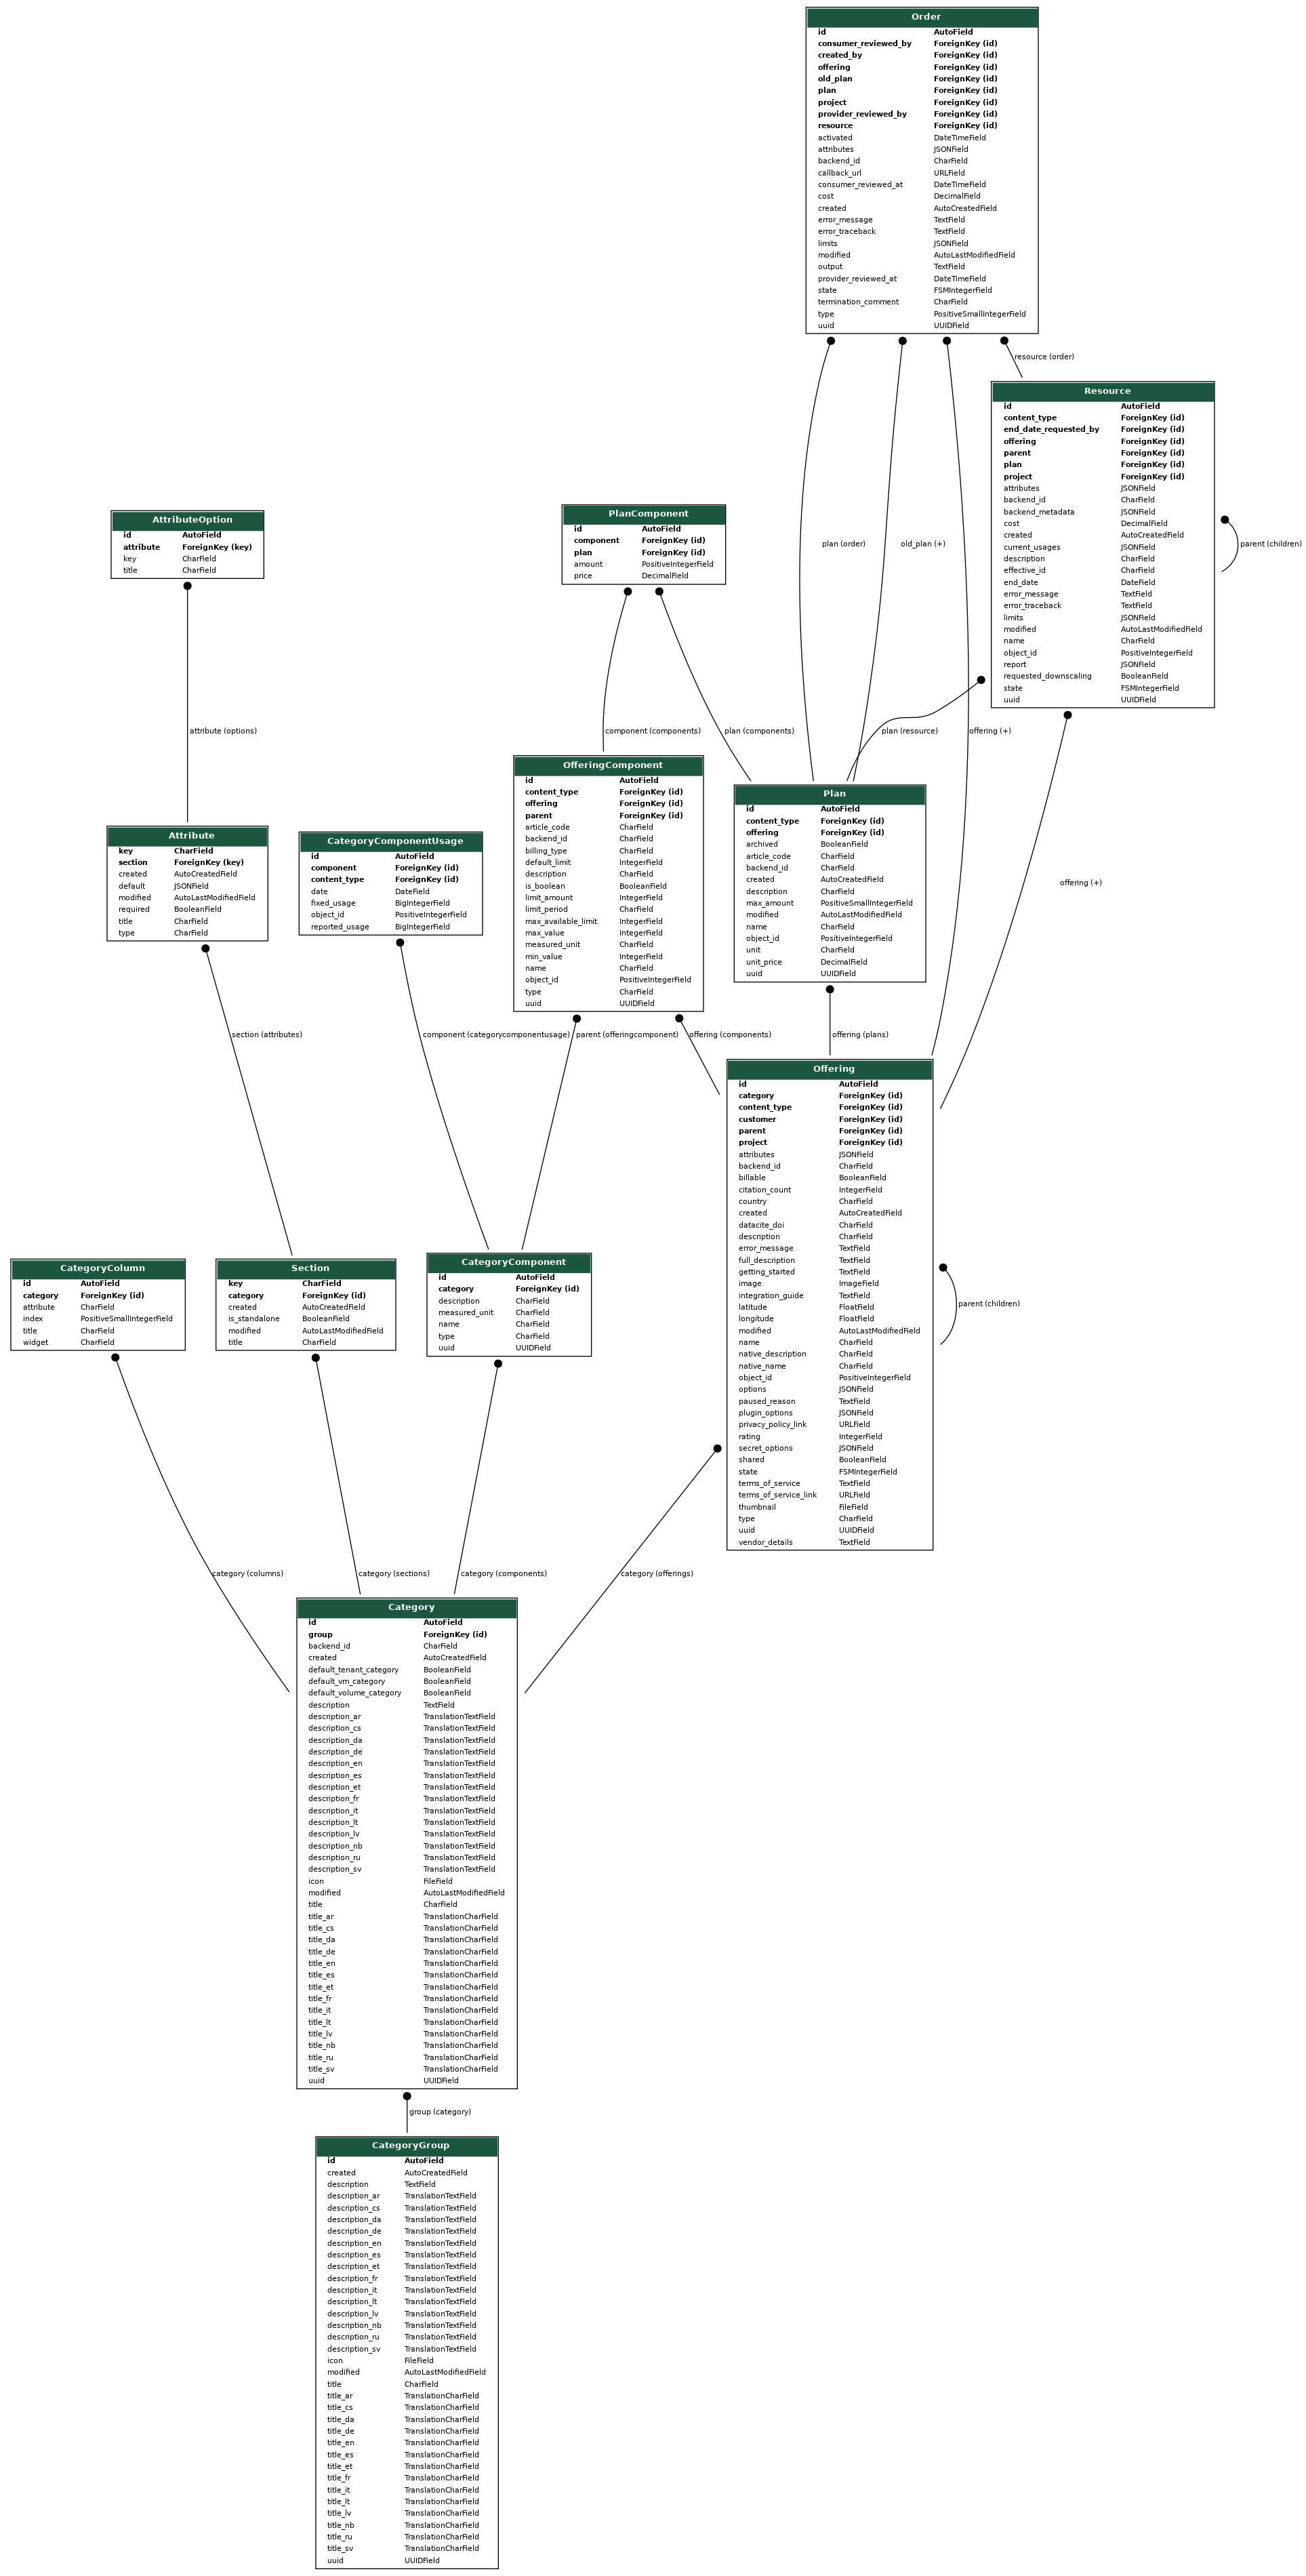 Order
id AutoField
consumer_reviewed_by ForeignKey (id)
created_by ForeignKey (id)
offering ForeignKey (id)
old_plan ForeignKey (id)
plan ForeignKey (id)
project ForeignKey (id)
provider_reviewed_by ForeignKey (id)
resource ForeignKey (id)
activated DateTimeField
attributes JSONField
backend_id CharField
callback_url URLField
consumer_reviewed_at DateTimeField
cost DecimalField
created AutoCreatedField
error_message TextField
error_traceback TextField
limits JSONField
modified AutoLastModifiedField
output TextField
provider_reviewed_at DateTimeField
state FSMIntegerField
termination_comment CharField
type PositiveSmallIntegerField
uuid UUIDField
resource (order)
Resource
id AutoField
content_type ForeignKey (id)
end_date_requested_by ForeignKey (id)
offering ForeignKey (id)
parent ForeignKey (id)
plan ForeignKey (id)
project ForeignKey (id)
attributes JSONField
backend_id CharField
backend_metadata JSONField
cost DecimalField
created AutoCreatedField
current_usages JSONField
description CharField
effective_id CharField
end_date DateField
error_message TextField
error_traceback TextField
limits JSONField
modified AutoLastModifiedField
name CharField
object_id PositiveIntegerField
report JSONField
requested_downscaling BooleanField
state FSMIntegerField
uuid UUIDField
parent (children)
AttributeOption
id AutoField
attribute ForeignKey (key)
key CharField
title CharField
PlanComponent
id AutoField
component ForeignKey (id)
plan ForeignKey (id)
amount PositiveIntegerField
price DecimalField
plan (order)
old_plan (+)
attribute (options)
component (components)
plan (components)
plan (resource)
offering (+)
OfferingComponent
id AutoField
content_type ForeignKey (id)
offering ForeignKey (id)
parent ForeignKey (id)
article_code CharField
backend_id CharField
billing_type CharField
default_limit IntegerField
description CharField
is_boolean BooleanField
limit_amount IntegerField
limit_period CharField
max_available_limit IntegerField
max_value IntegerField
measured_unit CharField
min_value IntegerField
name CharField
object_id PositiveIntegerField
type CharField
uuid UUIDField
Plan
id AutoField
content_type ForeignKey (id)
offering ForeignKey (id)
archived BooleanField
article_code CharField
backend_id CharField
created AutoCreatedField
description CharField
max_amount PositiveSmallIntegerField
modified AutoLastModifiedField
name CharField
object_id PositiveIntegerField
unit CharField
unit_price DecimalField
uuid UUIDField
Attribute
key CharField
section ForeignKey (key)
created AutoCreatedField
default JSONField
modified AutoLastModifiedField
required BooleanField
title CharField
type CharField
CategoryComponentUsage
id AutoField
component ForeignKey (id)
content_type ForeignKey (id)
date DateField
fixed_usage BigIntegerField
object_id PositiveIntegerField
reported_usage BigIntegerField
offering (+)
section (attributes)
component (categorycomponentusage)
parent (offeringcomponent)
offering (components)
offering (plans)
Offering
id AutoField
category ForeignKey (id)
content_type ForeignKey (id)
customer ForeignKey (id)
parent ForeignKey (id)
project ForeignKey (id)
attributes JSONField
backend_id CharField
billable BooleanField
citation_count IntegerField
country CharField
created AutoCreatedField
datacite_doi CharField
description CharField
error_message TextField
full_description TextField
getting_started TextField
image ImageField
integration_guide TextField
latitude FloatField
longitude FloatField
modified AutoLastModifiedField
name CharField
native_description CharField
native_name CharField
object_id PositiveIntegerField
options JSONField
paused_reason TextField
plugin_options JSONField
privacy_policy_link URLField
rating IntegerField
secret_options JSONField
shared BooleanField
state FSMIntegerField
terms_of_service TextField
terms_of_service_link URLField
thumbnail FileField
type CharField
uuid UUIDField
vendor_details TextField
parent (children)
CategoryColumn
id AutoField
category ForeignKey (id)
attribute CharField
index PositiveSmallIntegerField
title CharField
widget CharField
Section
key CharField
category ForeignKey (id)
created AutoCreatedField
is_standalone BooleanField
modified AutoLastModifiedField
title CharField
CategoryComponent
id AutoField
category ForeignKey (id)
description CharField
measured_unit CharField
name CharField
type CharField
uuid UUIDField
category (columns)
category (sections)
category (components)
category (offerings)
Category
id AutoField
group ForeignKey (id)
backend_id CharField
created AutoCreatedField
default_tenant_category BooleanField
default_vm_category BooleanField
default_volume_category BooleanField
description TextField
description_ar TranslationTextField
description_cs TranslationTextField
description_da TranslationTextField
description_de TranslationTextField
description_en TranslationTextField
description_es TranslationTextField
description_et TranslationTextField
description_fr TranslationTextField
description_it TranslationTextField
description_lt TranslationTextField
description_lv TranslationTextField
description_nb TranslationTextField
description_ru TranslationTextField
description_sv TranslationTextField
icon FileField
modified AutoLastModifiedField
title CharField
title_ar TranslationCharField
title_cs TranslationCharField
title_da TranslationCharField
title_de TranslationCharField
title_en TranslationCharField
title_es TranslationCharField
title_et TranslationCharField
title_fr TranslationCharField
title_it TranslationCharField
title_lt TranslationCharField
title_lv TranslationCharField
title_nb TranslationCharField
title_ru TranslationCharField
title_sv TranslationCharField
uuid UUIDField
group (category)
CategoryGroup
id AutoField
created AutoCreatedField
description TextField
description_ar TranslationTextField
description_cs TranslationTextField
description_da TranslationTextField
description_de TranslationTextField
description_en TranslationTextField
description_es TranslationTextField
description_et TranslationTextField
description_fr TranslationTextField
description_it TranslationTextField
description_lt TranslationTextField
description_lv TranslationTextField
description_nb TranslationTextField
description_ru TranslationTextField
description_sv TranslationTextField
icon FileField
modified AutoLastModifiedField
title CharField
title_ar TranslationCharField
title_cs TranslationCharField
title_da TranslationCharField
title_de TranslationCharField
title_en TranslationCharField
title_es TranslationCharField
title_et TranslationCharField
title_fr TranslationCharField
title_it TranslationCharField
title_lt TranslationCharField
title_lv TranslationCharField
title_nb TranslationCharField
title_ru TranslationCharField
title_sv TranslationCharField
uuid UUIDField